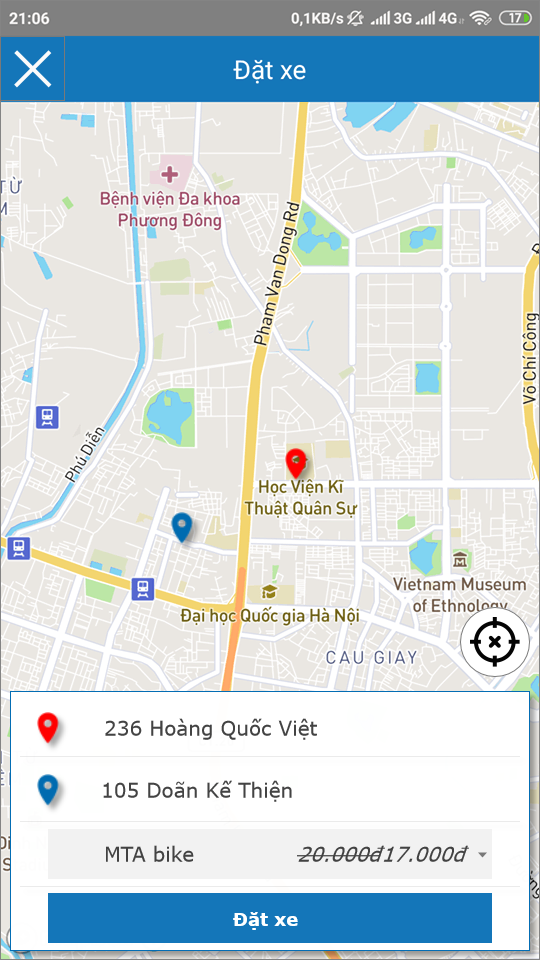 21:06 0,1KB/s 3G 4G 17
Đặt xe
Bệnh viện Đa khoa
Phương Đông
Pham Van Dong Rd
Võ Chí Công
Phú Diễn
Học Viện Kĩ
Thuật Quân Sự
Vietnam Museum
of Ethnology
Đại học Quốc gia Hà Nội
CAU GIAY
236 Hoàng Quốc Việt
105 Doãn Kế Thiện
MTA bike 20.000đ17.000đ
Đặt xe